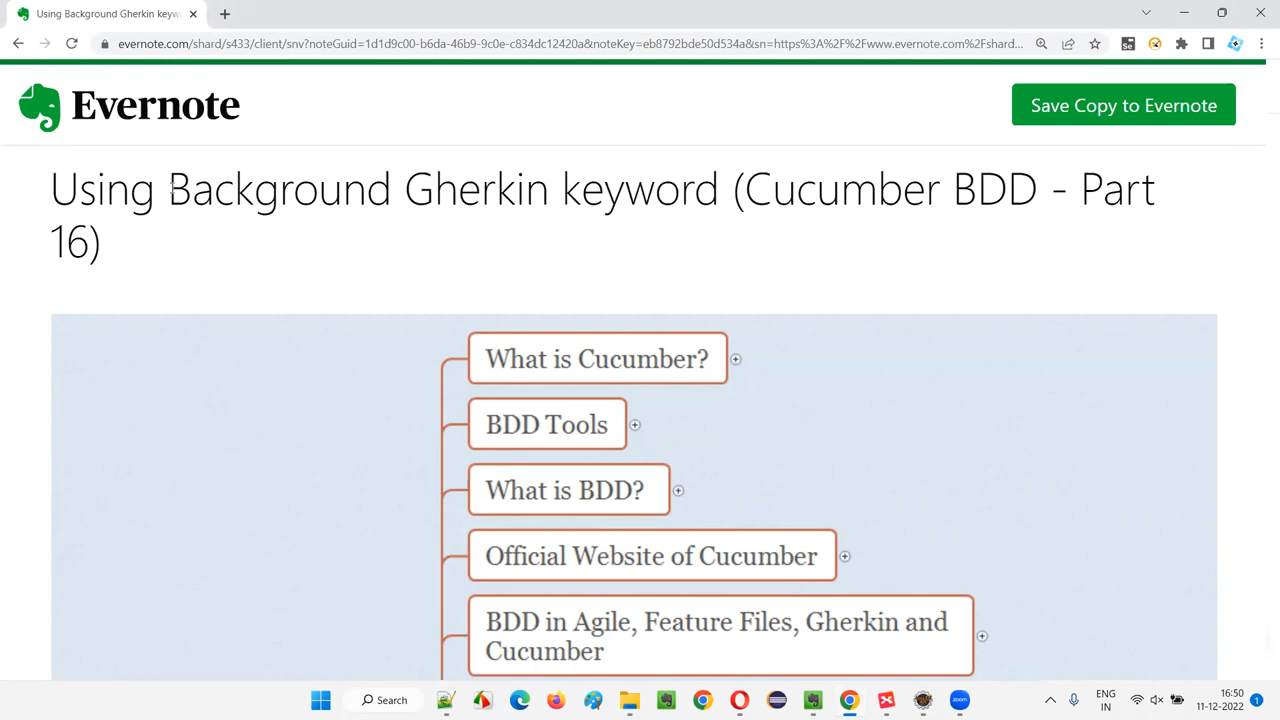 Using Background Gherkin keyw
evernote.com/shard/s433/client/snv?noteGuid=1d1d9c00-bsda-46b9-9c0e-c834dc12420a&noteKey=eb8792bde50d534a&sn=https%3A%2F%2Fwww.evernote.com%2Fshard...
Evernote
Save Copy to Evernote
Using Background Gherkin keyword (Cucumber BDD - Part
16)
What is Cucumber?
BDD Tools
What is BDD?
Official Website of Cucumber
BDD in Agile, Feature Files, Gherkin and
Cucumber
Search
ENG
IN
16:50
11-12-2022
1